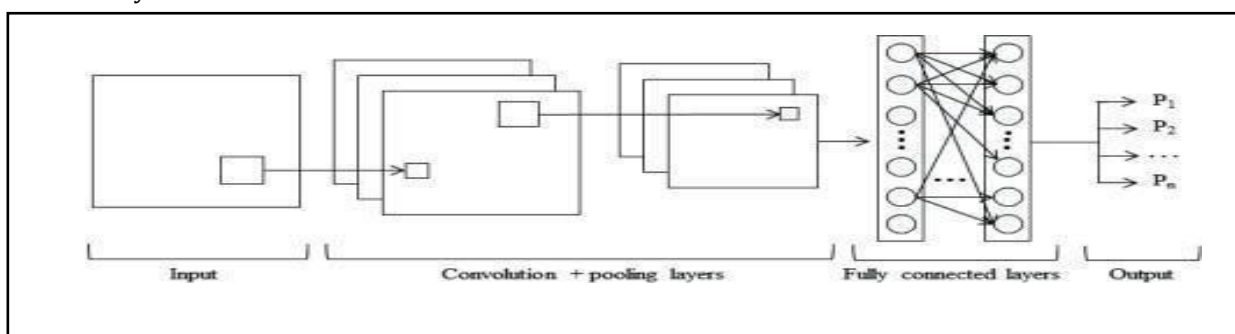 P1
P2
...
Pn
Input
Convolution + pooling layers
Fully connected layers
Output